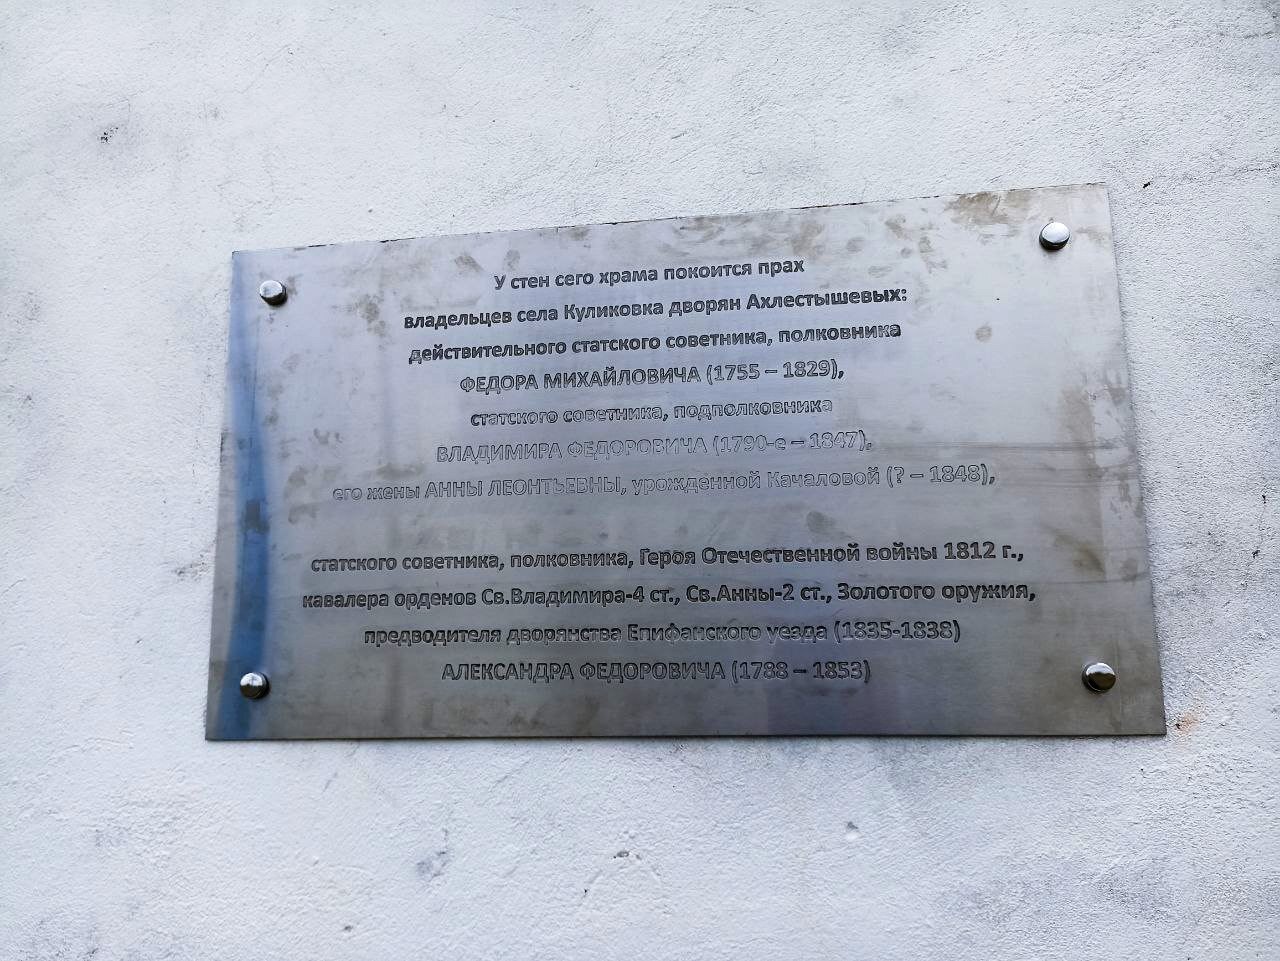 У стен сего храма покоится прах
владельцев села Куликовка дворян Ахлестышевых:
действительного статского советника, полковника
ФЕДОРА МИХАЙЛОВИЧА (1755 – 1829),
статского советника, подполковника
ВЛАДИМИРА ФЕДОРОВИЧА (1790-е – 1847),
его жены АННЫ ЛЕОНТЬЕВНЫ, урожденной Качаловой (? – 1848),
статского советника, полковника, Героя Отечественной войны 1812 г.,
кавалера орденов Св.Владимира-4 ст., Св.Анны-2 ст., Золотого оружия,
предводителя дворянства Епифанского уезда (1835-1838)
АЛЕКСАНДРА ФЕДОРОВИЧА (1788 – 1853)